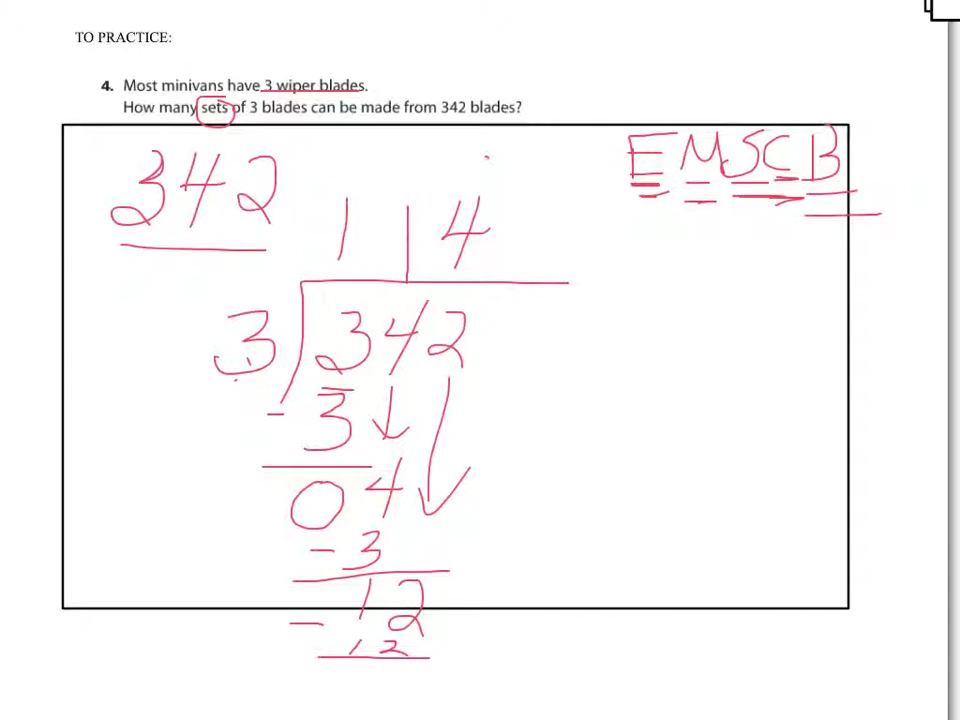 TO PRACTICE:
4. Most minivans have 3 wiper blades.
How many sets of 3 blades can be made from 342 blades?
E M S C B
342
114
3 342
- 3
04
- 3
12
- 12